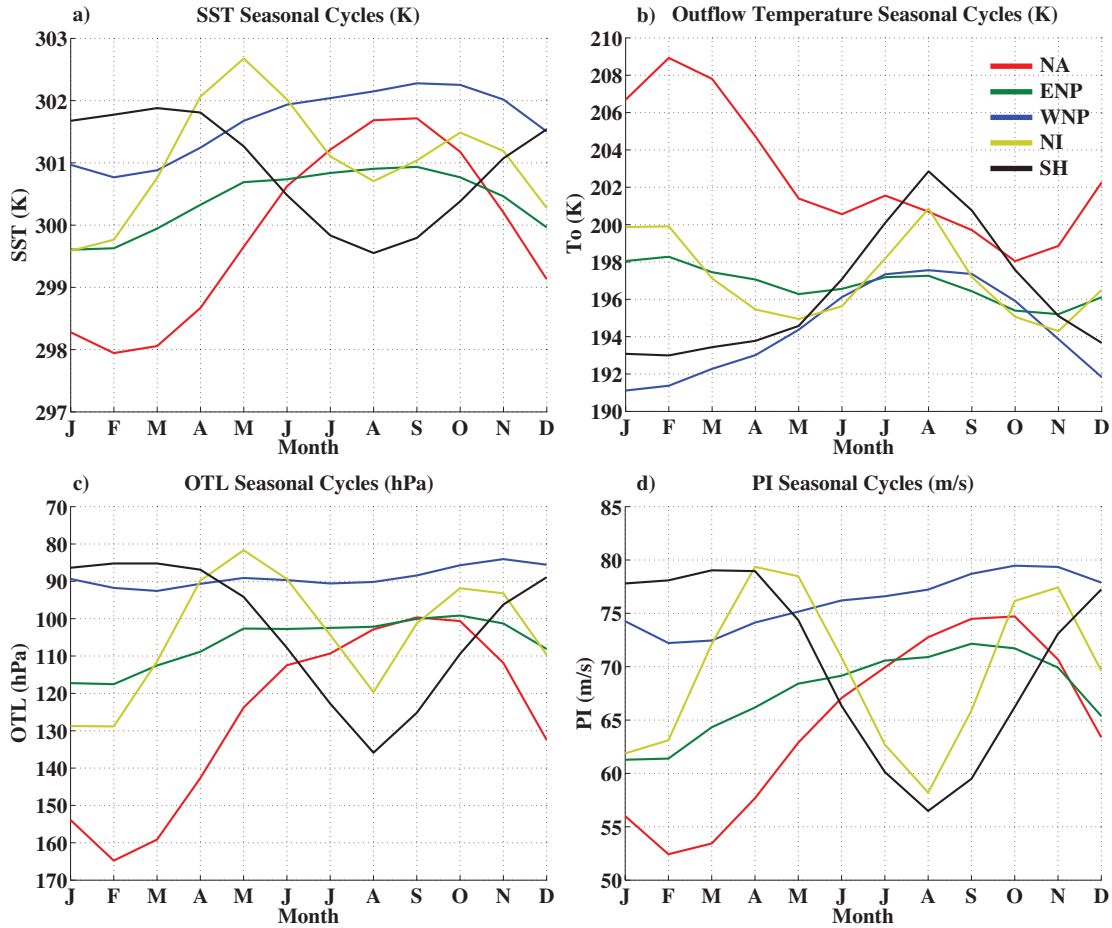 a) SST Seasonal Cycles (K)
303
302
301
300
299
298
297
SST (K)
J F M A M J J A S O N D
Month
b) Outflow Temperature Seasonal Cycles (K)
210
208
206
204
202
200
198
196
194
192
190
To (K)
NA
ENP
WNP
NI
SH
J F M A M J J A S O N D
Month
c) OTL Seasonal Cycles (hPa)
70
80
90
100
110
120
130
140
150
160
170
OTL (hPa)
J F M A M J J A S O N D
Month
d) PI Seasonal Cycles (m/s)
85
80
75
70
65
60
55
50
PI (m/s)
J F M A M J J A S O N D
Month